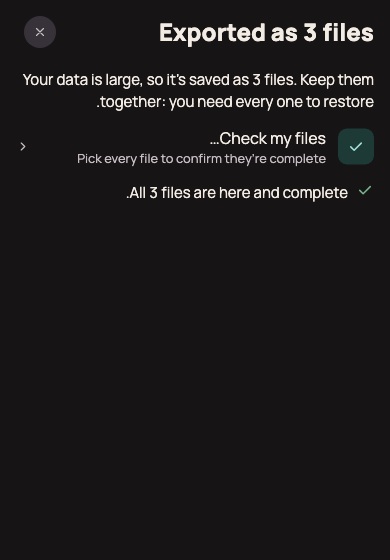 Exported as 3 files
Your data is large, so it's saved as 3 files. Keep them
.together: you need every one to restore
...Check my files
Pick every file to confirm they're complete
.All 3 files are here and complete